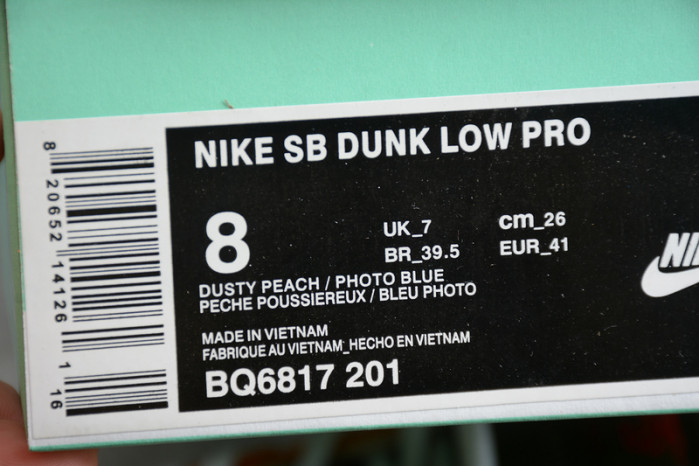 NIKE SB DUNK LOW PRO
8
UK_7 cm_26
BR_39.5 EUR_41
DUSTY PEACH / PHOTO BLUE
PECHE POUSSIEREUX / BLEU PHOTO
MADE IN VIETNAM
FABRIQUE AU VIETNAM_HECHO EN VIETNAM
BQ6817 201
8 20652 14126 1 16